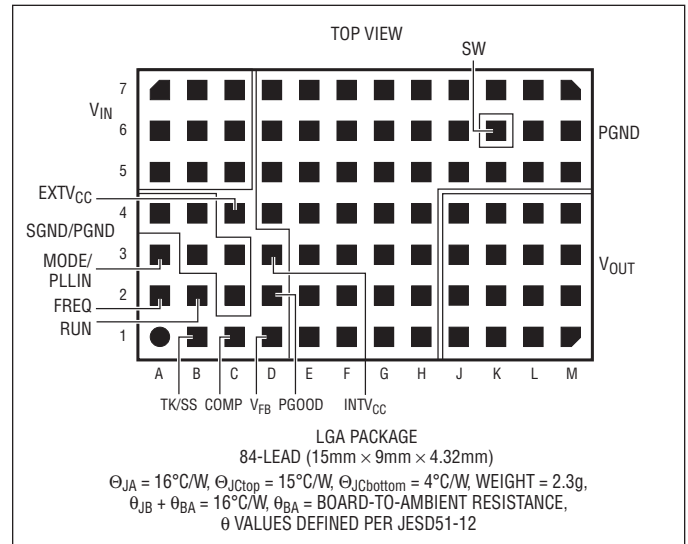 TOP VIEW
SW
7
VIN
6
PGND
5
EXTVCC
4
SGND/PGND
3
MODE/
PLLIN
VOUT
2
FREQ
RUN
1
A B C D E F G H J K L M
TK/SS COMP VFB PGOOD INTVCC
LGA PACKAGE
84-LEAD (15mm × 9mm × 4.32mm)
ΘJA = 16°C/W, ΘJCtop = 15°C/W, ΘJCbottom = 4°C/W, WEIGHT = 2.3g,
θJB + θBA = 16°C/W, θBA = BOARD-TO-AMBIENT RESISTANCE,
θ VALUES DEFINED PER JESD51-12